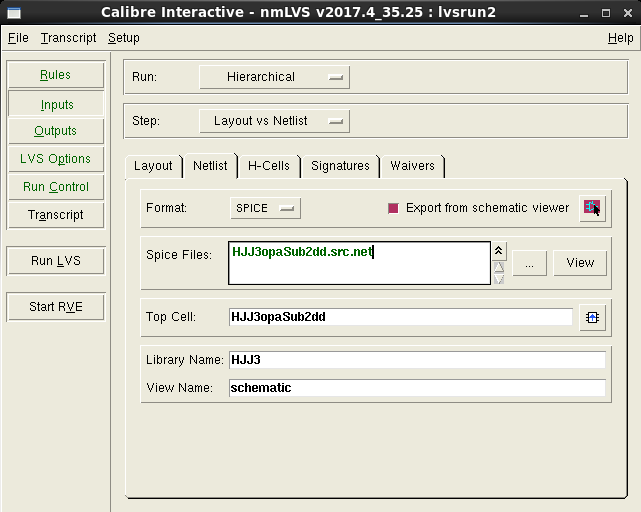 Calibre Interactive - nmLVS v2017.4_35.25 : lvsrun2
File Transcript Setup Help
Rules
Inputs
Outputs
LVS Options
Run Control
Transcript
Run LVS
Start RVE
Run: Hierarchical
Step: Layout vs Netlist
Layout Netlist H-Cells Signatures Waivers
Format: SPICE Export from schematic viewer
Spice Files: HJJ3opaSub2dd.src.net ... View
Top Cell: HJJ3opaSub2dd
Library Name: HJJ3
View Name: schematic